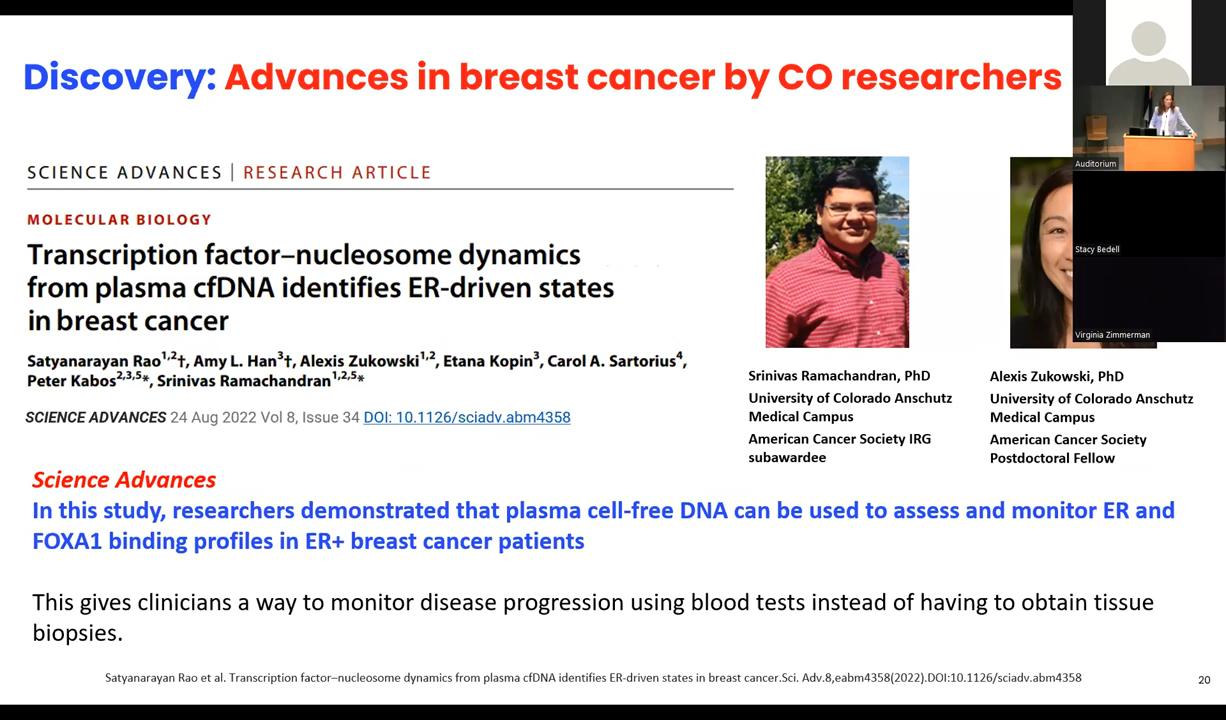 Discovery: Advances in breast cancer by CO researchers
SCIENCE ADVANCES | RESEARCH ARTICLE
MOLECULAR BIOLOGY
Transcription factor–nucleosome dynamics
from plasma cfDNA identifies ER-driven states
in breast cancer
Satyanarayan Rao1,2†, Amy L. Han3†, Alexis Zukowski1,2, Etana Kopin3, Carol A. Sartorius4,
Peter Kabos2,3,5*, Srinivas Ramachandran1,2,5*
SCIENCE ADVANCES 24 Aug 2022 Vol 8, Issue 34 DOI: 10.1126/sciadv.abm4358
Srinivas Ramachandran, PhD
University of Colorado Anschutz
Medical Campus
American Cancer Society IRG
subawardee
Alexis Zukowski, PhD
University of Colorado Anschutz
Medical Campus
American Cancer Society
Postdoctoral Fellow
Auditorium
Stacy Bedell
Virginia Zimmerman
Science Advances
In this study, researchers demonstrated that plasma cell-free DNA can be used to assess and monitor ER and
FOXA1 binding profiles in ER+ breast cancer patients
This gives clinicians a way to monitor disease progression using blood tests instead of having to obtain tissue
biopsies.
Satyanarayan Rao et al. Transcription factor–nucleosome dynamics from plasma cfDNA identifies ER-driven states in breast cancer.Sci. Adv.8,eabm4358(2022).DOI:10.1126/sciadv.abm4358
20